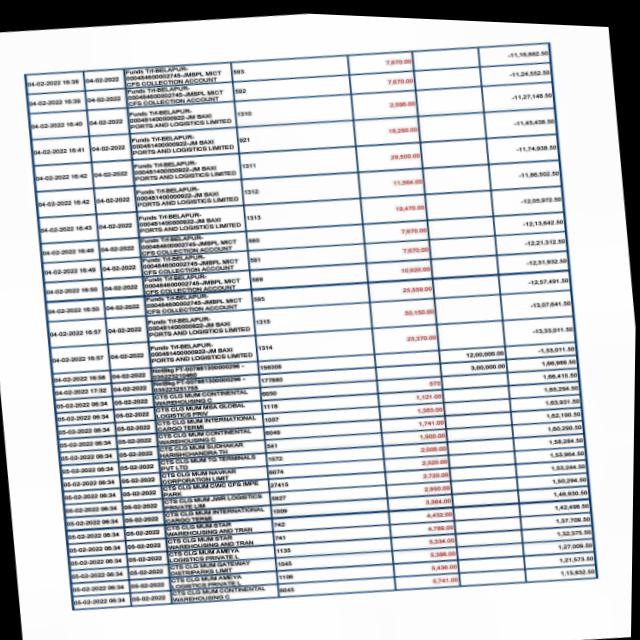 04-02-2022 16:38 04-02-2022 Funds Trf-BELAPUR- 593 7,670.00 -11,16,882.50
000484600002745-JMBPL MICT
CFS COLLECTION ACCOUNT
04-02-2022 16:39 04-02-2022 Funds Trf-BELAPUR- 592 7,670.00 -11,24,552.50
000484600002745-JMBPL MICT
CFS COLLECTION ACCOUNT
04-02-2022 16:40 04-02-2022 Funds Trf-BELAPUR- 1310 2,596.00 -11,27,148.50
000481400000922-JM BAXI
PORTS AND LOGISTICS LIMITED
04-02-2022 16:41 04-02-2022 Funds Trf-BELAPUR- 921 18,290.00 -11,45,438.50
000481400000922-JM BAXI
PORTS AND LOGISTICS LIMITED
04-02-2022 16:42 04-02-2022 Funds Trf-BELAPUR- 1311 29,500.00 -11,74,938.50
000481400000922-JM BAXI
PORTS AND LOGISTICS LIMITED
04-02-2022 16:42 04-02-2022 Funds Trf-BELAPUR- 1312 11,564.00 -11,86,502.50
000481400000922-JM BAXI
PORTS AND LOGISTICS LIMITED
04-02-2022 16:43 04-02-2022 Funds Trf-BELAPUR- 1313 19,470.00 -12,05,972.50
000481400000922-JM BAXI
PORTS AND LOGISTICS LIMITED
04-02-2022 16:49 04-02-2022 Funds Trf-BELAPUR- 590 7,670.00 -12,13,642.50
000484600002745-JMBPL MICT
CFS COLLECTION ACCOUNT
04-02-2022 16:49 04-02-2022 Funds Trf-BELAPUR- 591 7,670.00 -12,21,312.50
000484600002745-JMBPL MICT
CFS COLLECTION ACCOUNT
04-02-2022 16:50 04-02-2022 Funds Trf-BELAPUR- 589 10,620.00 -12,31,932.50
000484600002745-JMBPL MICT
CFS COLLECTION ACCOUNT
04-02-2022 16:50 04-02-2022 Funds Trf-BELAPUR- 595 25,559.00 -12,57,491.50
000484600002745-JMBPL MICT
CFS COLLECTION ACCOUNT
04-02-2022 16:57 04-02-2022 Funds Trf-BELAPUR- 1315 50,150.00 -13,07,641.50
000481400000922-JM BAXI
PORTS AND LOGISTICS LIMITED
04-02-2022 16:57 04-02-2022 Funds Trf-BELAPUR- 1314 25,370.00 -13,33,011.50
000481400000922-JM BAXI
PORTS AND LOGISTICS LIMITED
04-02-2022 16:58 04-02-2022 158308 12,00,000.00 -1,33,011.50
04-02-2022 17:32 04-02-2022 177880 3,00,000.00 1,66,988.50
05-02-2022 06:34 05-02-2022 CTS CLG MUM CONTINENTAL 6050 573 1,66,415.50
WAREHOUSING C
05-02-2022 06:34 05-02-2022 CTS CLG MUM MSA GLOBAL 1118 1,121.00 1,65,294.50
LOGISTICS PRIV
05-02-2022 06:34 05-02-2022 CTS CLG MUM INTERNATIONAL 1007 1,363.00 1,63,931.50
CARGO TERMI
05-02-2022 06:34 05-02-2022 CTS CLG MUM CONTINENTAL 6049 1,741.00 1,62,190.50
WAREHOUSING C
05-02-2022 06:34 05-02-2022 CTS CLG MUM SUDHAKAR 541 1,900.00 1,60,290.50
HARISHCHANDRA TH
05-02-2022 06:34 05-02-2022 CTS CLG MUM TG TERMINALS 1072 2,006.00 1,58,284.50
PVT LTD
05-02-2022 06:34 05-02-2022 CTS CLG MUM NAVKAR 6074 2,320.00 1,55,964.50
CORPORATION LIMIT
05-02-2022 06:34 05-02-2022 CTS CLG MUM CWC CFS IMPE 27415 2,720.00 1,53,244.50
PARK
05-02-2022 06:34 05-02-2022 CTS CLG MUM JWR LOGISTICS 5827 2,950.00 1,50,294.50
PRIVATE LIM
05-02-2022 06:34 05-02-2022 CTS CLG MUM INTERNATIONAL 1009 3,364.00 1,46,930.50
CARGO TERMI
05-02-2022 06:34 05-02-2022 CTS CLG MUM STAR 742 4,432.00 1,42,498.50
WAREHOUSING AND TRAN
05-02-2022 06:34 05-02-2022 CTS CLG MUM STAR 741 4,789.00 1,37,709.50
WAREHOUSING AND TRAN
05-02-2022 06:34 05-02-2022 CTS CLG MUM AMEYA 1135 5,334.00 1,32,375.50
LOGISTICS PRIVATE L
05-02-2022 06:34 05-02-2022 CTS CLG MUM GATEWAY 1045 5,366.00 1,27,009.50
DISTRIPARKS LIMIT
05-02-2022 06:34 05-02-2022 CTS CLG MUM AMEYA 1106 5,436.00 1,21,573.50
LOGISTICS PRIVATE L
05-02-2022 06:34 05-02-2022 CTS CLG MUM CONTINENTAL 6045 5,741.00 1,15,832.50
WAREHOUSING C